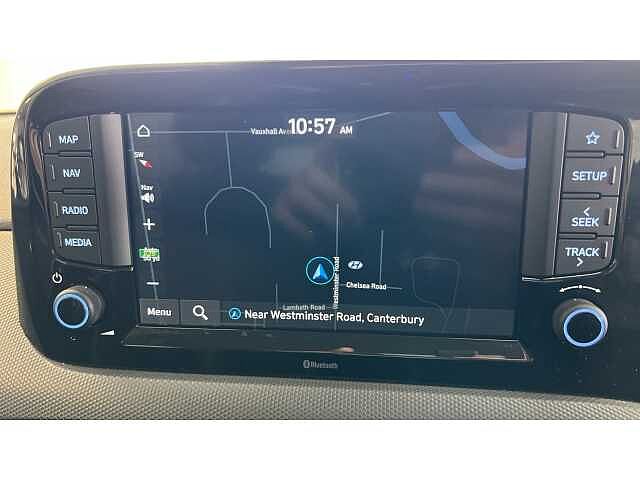 Vauxhall Ave
10:57 AM
SW
MAP
SETUP
NAV
Nav
RADIO
SEEK
MEDIA
TRACK
Westminster Road
Chelsea Road
Lambeth Road
Menu
Near Westminster Road, Canterbury
Bluetooth